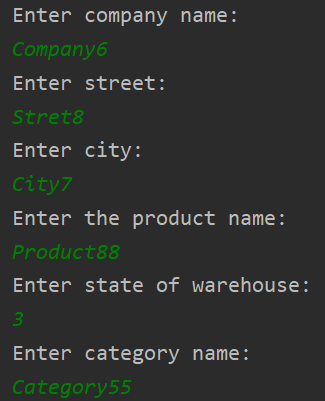 Enter company name:
Company6
Enter street:
Stret8
Enter city:
City7
Enter the product name:
Product88
Enter state of warehouse:
3
Enter category name:
Category55